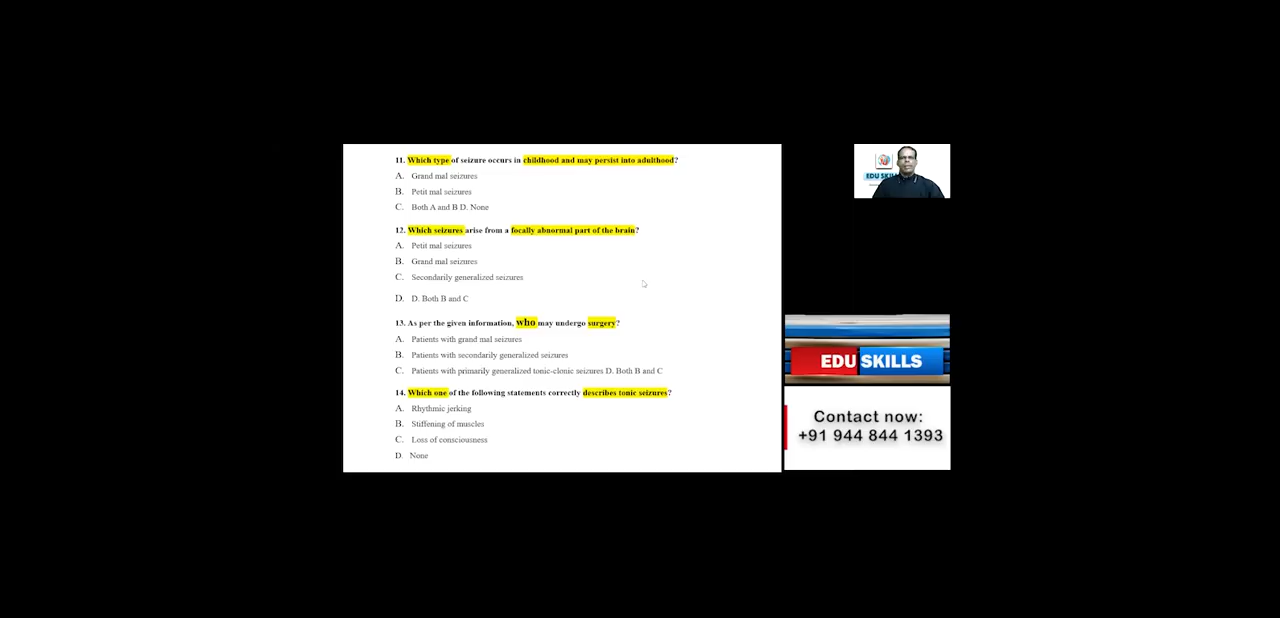 11. Which type of seizure occurs in childhood and may persist into adulthood?
A. Grand mal seizures
B. Petit mal seizures
C. Both A and B D. None
12. Which seizures arise from a focally abnormal part of the brain?
A. Petit mal seizures
B. Grand mal seizures
C. Secondarily generalized seizures
D. D. Both B and C
13. As per the given information, who may undergo surgery?
A. Patients with grand mal seizures
B. Patients with secondarily generalized seizures
C. Patients with primarily generalized tonic-clonic seizures D. Both B and C
14. Which one of the following statements correctly describes tonic seizures?
A. Rhythmic jerking
B. Stiffening of muscles
C. Loss of consciousness
D. None
EDU SKILLS
Contact now:
+91 944 844 1393